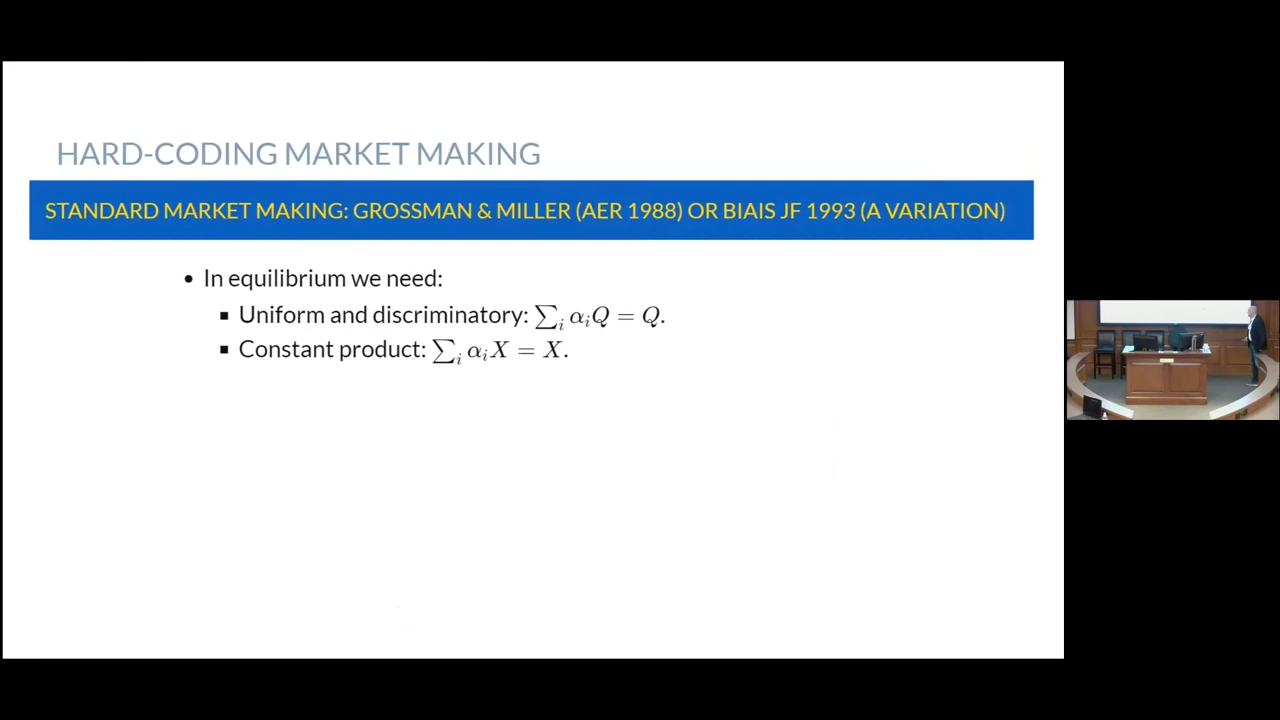 HARD-CODING MARKET MAKING
STANDARD MARKET MAKING: GROSSMAN & MILLER (AER 1988) OR BIAIS JF 1993 (A VARIATION)
• In equilibrium we need:
▪ Uniform and discriminatory: ∑ᵢ αᵢQ = Q.
▪ Constant product: ∑ᵢ αᵢX = X.